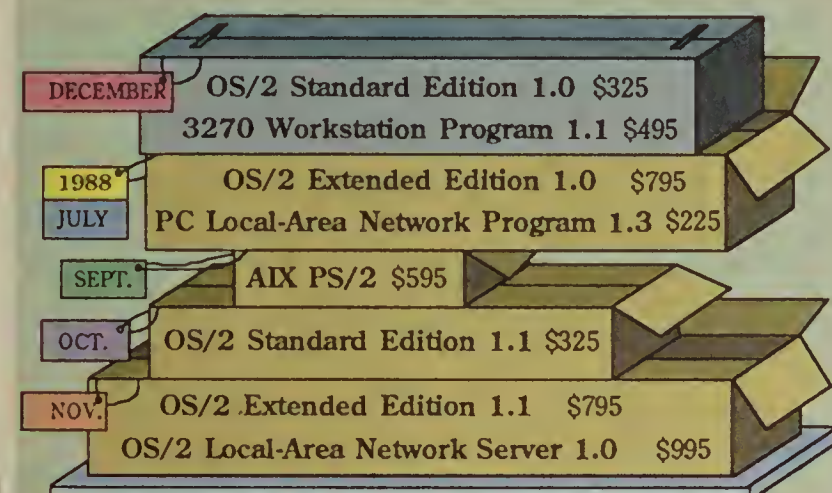 DECEMBER
OS/2 Standard Edition 1.0 $325
3270 Workstation Program 1.1 $495
1988
JULY
OS/2 Extended Edition 1.0 $795
PC Local-Area Network Program 1.3 $225
SEPT.
AIX PS/2 $595
OCT.
OS/2 Standard Edition 1.1 $325
NOV.
OS/2 Extended Edition 1.1 $795
OS/2 Local-Area Network Server 1.0 $995